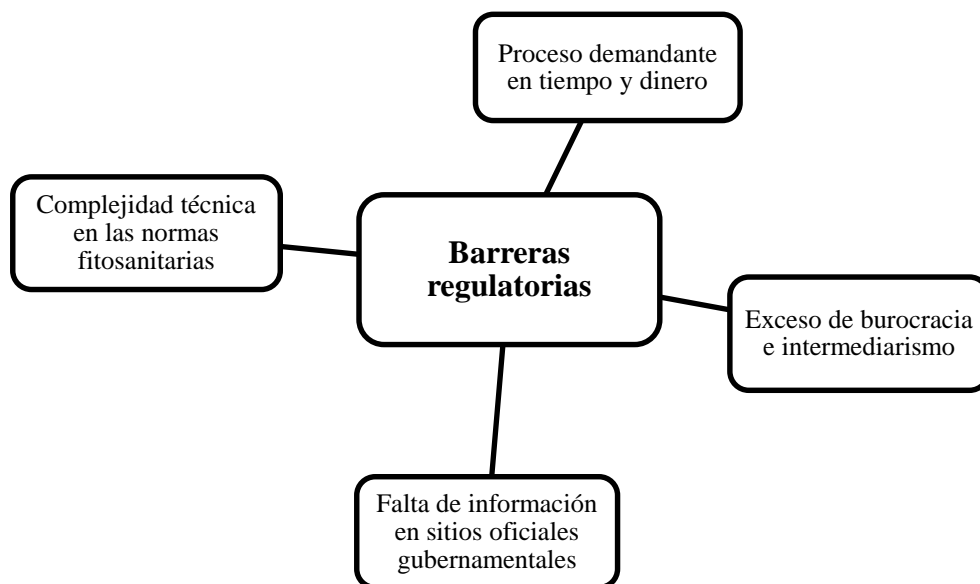 Proceso demandante
en tiempo y dinero
Complejidad técnica
en las normas
fitosanitarias
Barreras
regulatorias
Exceso de burocracia
e intermediarismo
Falta de información
en sitios oficiales
gubernamentales